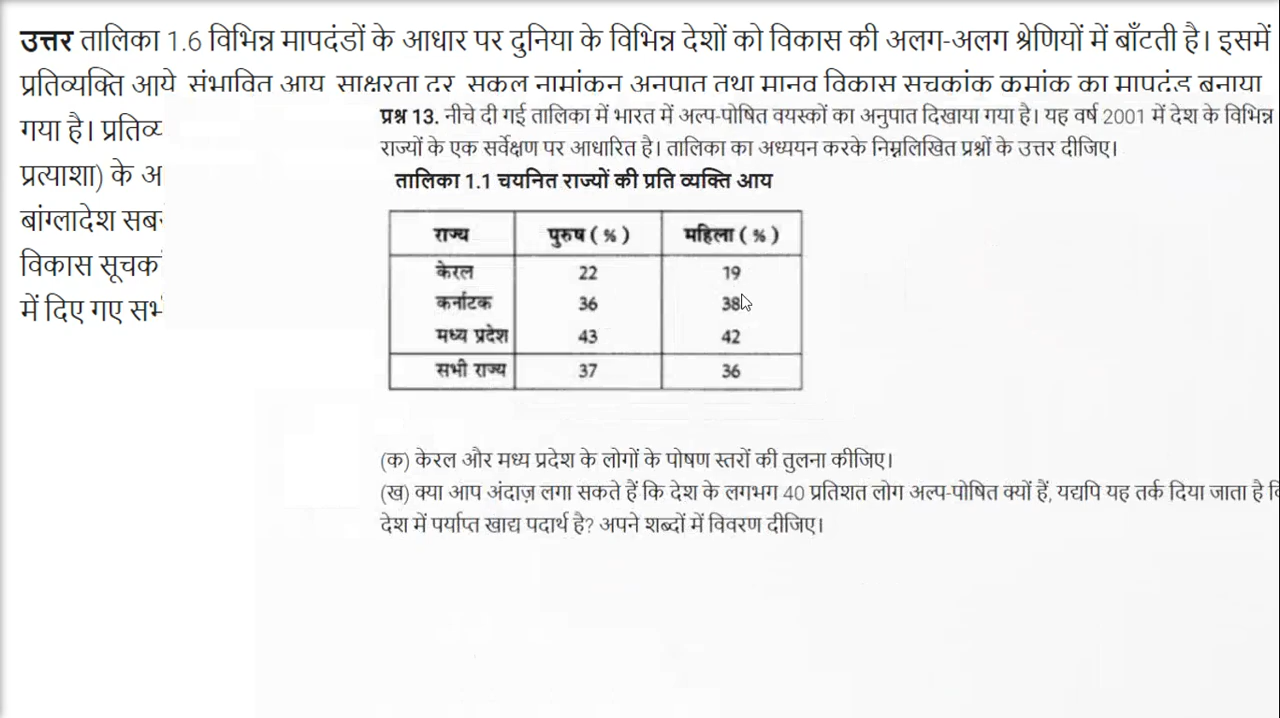 उत्तर तालिका 1.6 विभिन्न मापदंडों के आधार पर दुनिया के विभिन्न देशों को विकास की अलग-अलग श्रेणियों में बाँटती है। इसमें
प्रतिव्यक्ति आये संभावित आय साक्षरता दर सकल नामांकन अनुपात तथा मानव विकास सूचकांक क्रमांक का मापदंड बनाया
गया है। प्रतिव्य
प्रत्याशा) के अ
बांग्लादेश सब
विकास सूचक
में दिए गए सभ
प्रश्न 13. नीचे दी गई तालिका में भारत में अल्प-पोषित वयस्कों का अनुपात दिखाया गया है। यह वर्ष 2001 में देश के विभिन्न
राज्यों के एक सर्वेक्षण पर आधारित है। तालिका का अध्ययन करके निम्नलिखित प्रश्नों के उत्तर दीजिए।
तालिका 1.1 चयनित राज्यों की प्रति व्यक्ति आय
राज्य पुरुष ( % ) महिला ( % )
केरल 22 19
कर्नाटक 36 38
मध्य प्रदेश 43 42
सभी राज्य 37 36
(क) केरल और मध्य प्रदेश के लोगों के पोषण स्तरों की तुलना कीजिए।
(ख) क्या आप अंदाज़ लगा सकते हैं कि देश के लगभग 40 प्रतिशत लोग अल्प-पोषित क्यों हैं, यद्यपि यह तर्क दिया जाता है
देश में पर्याप्त खाद्य पदार्थ है? अपने शब्दों में विवरण दीजिए।